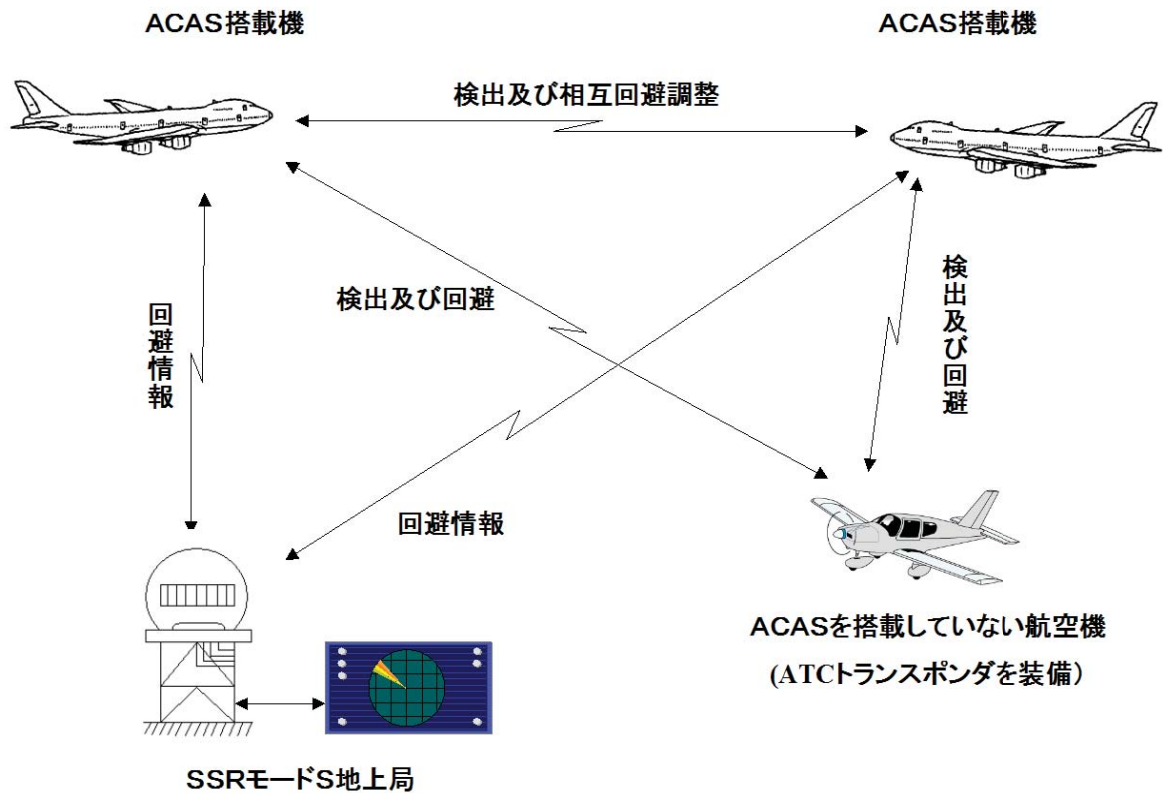 ACAS搭載機
ACAS搭載機
検出及び相互回避調整
検出及び回避
検出及び回避
回避情報
回避情報
ACASを搭載していない航空機
(ATCトランスポンダを装備)
SSRモードS地上局